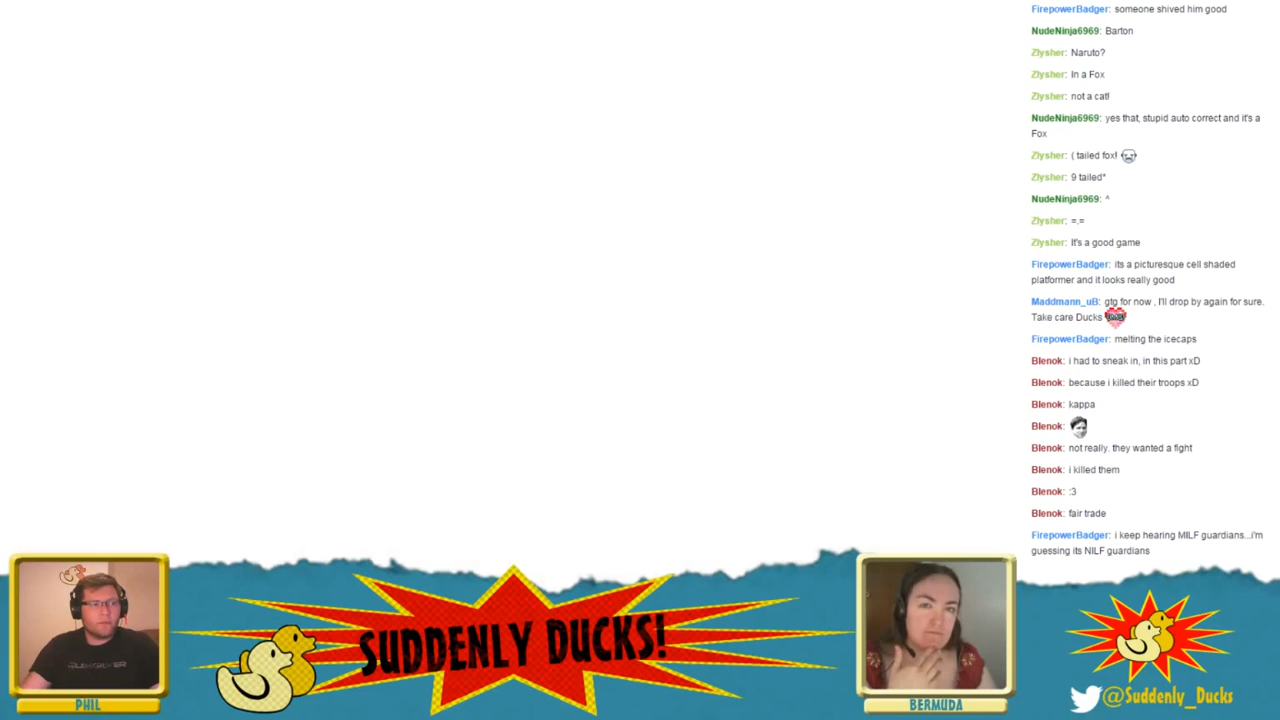 FirepowerBadger: someone shived him good
NudeNinja6969: Barton
Zlysher: Naruto?
Zlysher: In a Fox
Zlysher: not a cat!
NudeNinja6969: yes that, stupid auto correct and it's a
Fox
Zlysher: ( tailed fox!
Zlysher: 9 tailed*
NudeNinja6969: ^
Zlysher: =.=
Zlysher: It's a good game
FirepowerBadger: its a picturesque cell shaded
platformer and it looks really good
Maddmann_uB: gtg for now , I'll drop by again for sure.
Take care Ducks
FirepowerBadger: melting the icecaps
Blenok: i had to sneak in, in this part xD
Blenok: because i killed their troops xD
Blenok: kappa
Blenok:
Blenok: not really. they wanted a fight
Blenok: i killed them
Blenok: :3
Blenok: fair trade
FirepowerBadger: i keep hearing MILF guardians...i'm
guessing its NILF guardians
PHIL
SUDDENLY DUCKS!
BERMUDA
@Suddenly_Ducks